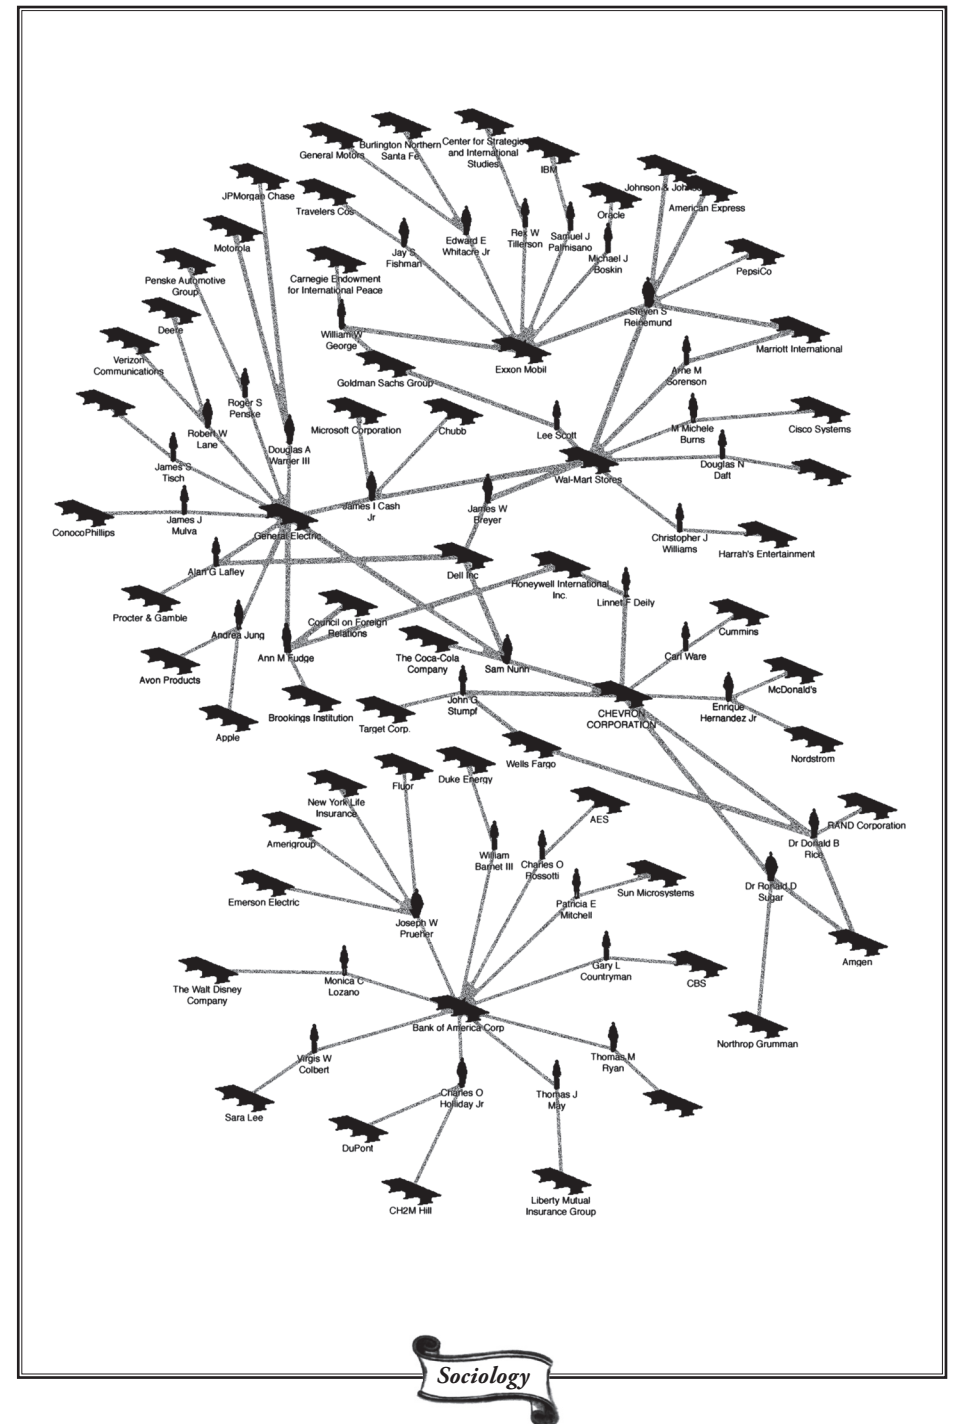 Burlington Northern
Santa Fe
General Motors
Center for Strategic
and International
Studies
IBM
JPMorgan Chase
Travelers Cos
Oracle
Johnson & Joh
American Express
Motorola
Jay S
Fishman
Edward E
Whitacre Jr
Rex W
Tillerson
Samuel J
Palmisano
Michael J
Boskin
PepsiCo
Penske Automotive
Group
Carnegie Endowment
for International Peace
Deere
William W
George
Steven S
Reinemund
Marriott International
Verizon
Communications
Exxon Mobil
Goldman Sachs Group
Arne M
Sorenson
Roger S
Penske
Robert W
Lane
Microsoft Corporation
Chubb
Lee Scott
M Michele
Burns
Cisco Systems
Douglas A
Warner III
James S
Tisch
Wal-Mart Stores
Douglas N
Daft
James I Cash
Jr
James W
Breyer
ConocoPhillips
James J
Mulva
General Electric
Christopher J
Williams
Harrah's Entertainment
Alan G Lafley
Dell Inc
Honeywell International
Inc.
Linnet F Deily
Procter & Gamble
Council on Foreign
Relations
Andrea Jung
Cummins
Ann M Fudge
The Coca-Cola
Company
Sam Nunn
Carl Ware
Avon Products
McDonald's
Brookings Institution
Target Corp.
John G
Stumpf
CHEVRON
CORPORATION
Enrique
Hernandez Jr
Apple
Nordstrom
Wells Fargo
Duke Energy
Fluor
New York Life
Insurance
AES
RAND Corporation
Amerigroup
William
Barnet III
Charles O
Rossotti
Dr Donald B
Rice
Emerson Electric
Patricia E
Mitchell
Sun Microsystems
Dr Ronald D
Sugar
Joseph W
Prueher
Amgen
Gary L
Countryman
CBS
The Walt Disney
Company
Monica C
Lozano
Bank of America Corp
Northrop Grumman
Virgis W
Colbert
Thomas M
Ryan
Charles O
Holliday Jr
Thomas J
May
Sara Lee
DuPont
CH2M Hill
Liberty Mutual
Insurance Group
Sociology